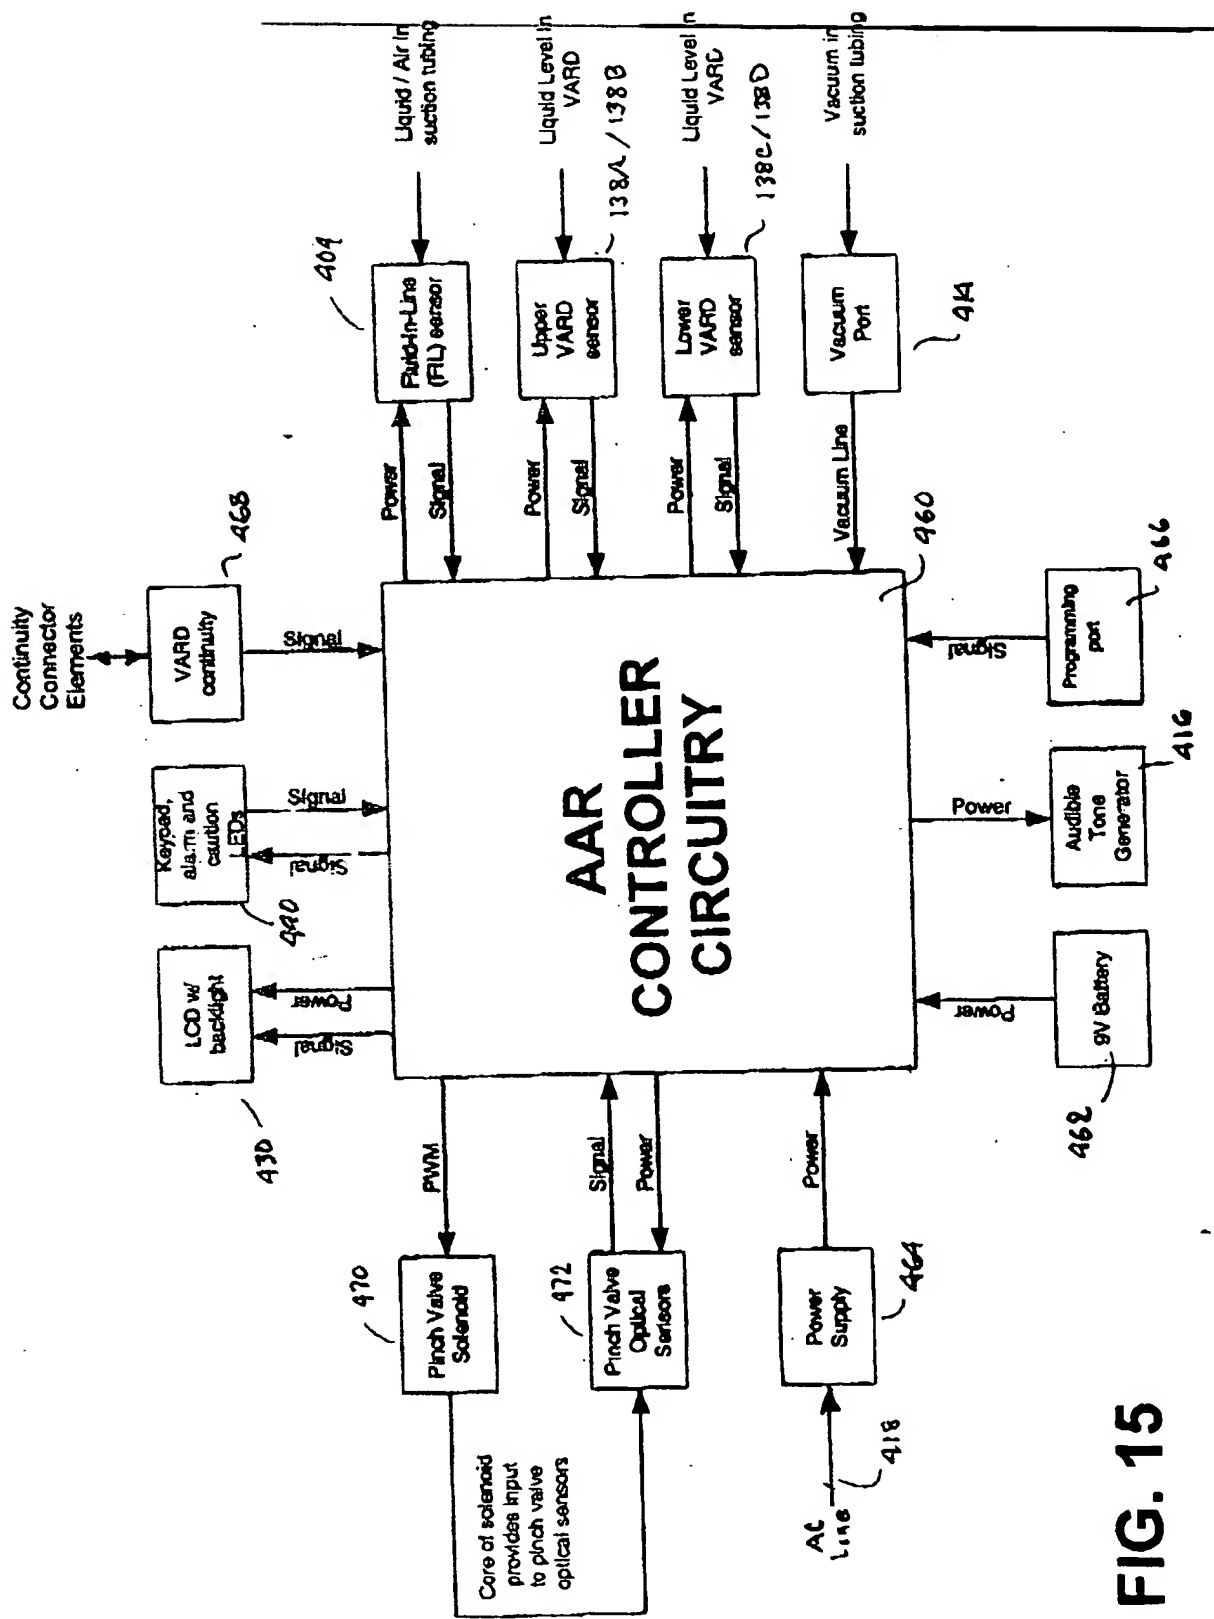 Continuity
Connector
Elements
468
VARD
continuity
Signal
Keypad,
alarm and
caution
LEDs
440
Signal
Signal
LCD w/
backlight
430
Power
Signal
404
Fluid-In-Line
(FIL) sensor
Liquid / Air In
suction tubing
Power
Signal
Upper
VARD
sensor
Liquid Level In
VARD
138A / 138B
Power
Signal
Lower
VARD
sensor
Liquid Level In
VARD
138C / 138D
Power
Signal
Vacuum
Port
Vacuum in
suction tubing
414
Vacuum Line
AAR
CONTROLLER
CIRCUITRY
460
PWM
470
Pinch Valve
Solenoid
Signal
Power
472
Pinch Valve
Optical
Sensors
Core of solenoid
provides input
to pinch valve
optical sensors
Power
Power
Supply
464
AC
Line
418
Power
9V Battery
462
Power
Audible
Tone
Generator
416
Signal
Programming
port
466
FIG. 15